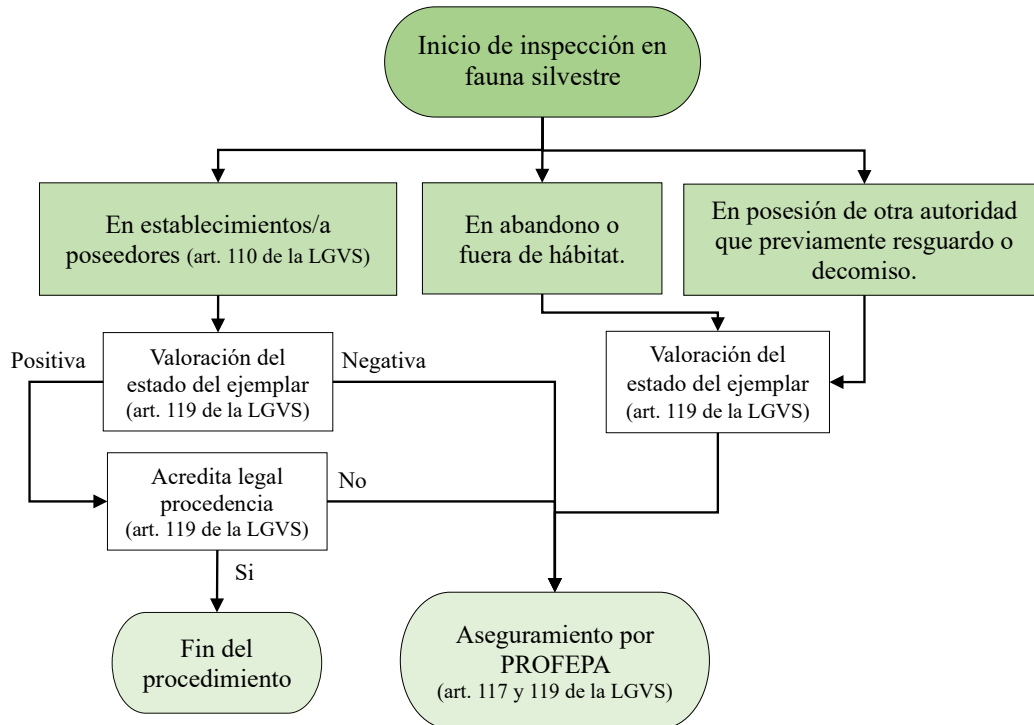 Inicio de inspección en
fauna silvestre
En establecimientos/a
poseedores (art. 110 de la LGVS)
En abandono o
fuera de hábitat.
En posesión de otra autoridad
que previamente resguardo o
decomiso.
Positiva
Valoración del
estado del ejemplar
(art. 119 de la LGVS)
Negativa
Valoración del
estado del ejemplar
(art. 119 de la LGVS)
Acredita legal
procedencia
(art. 119 de la LGVS)
No
Si
Fin del
procedimiento
Aseguramiento por
PROFEPA
(art. 117 y 119 de la LGVS)